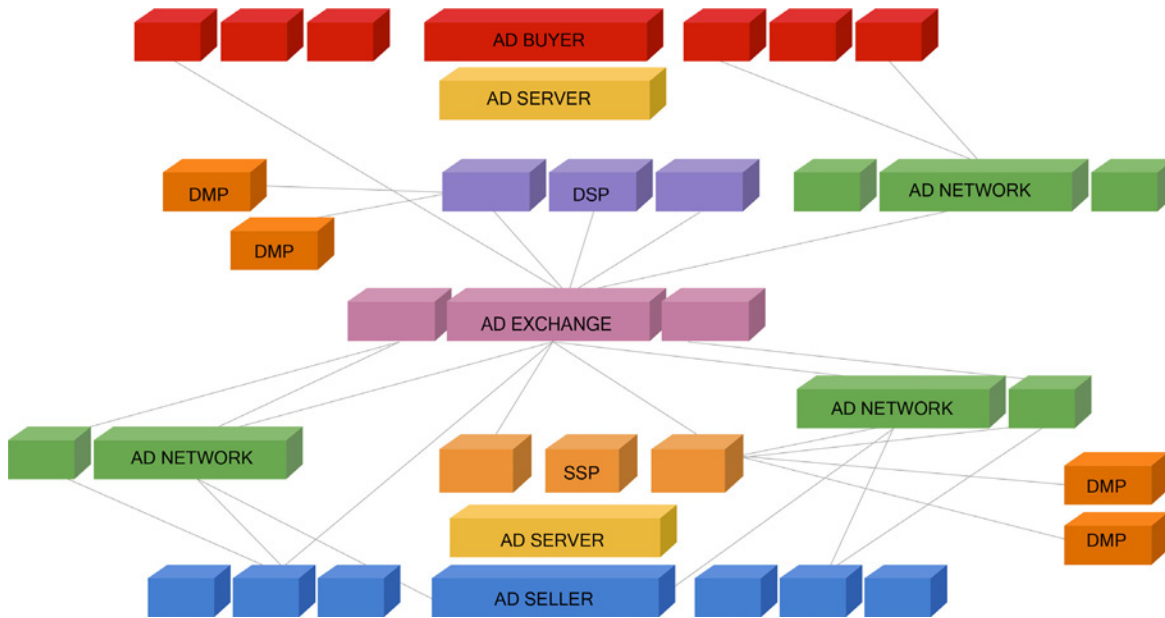 AD BUYER
AD SERVER
DMP
DSP
AD NETWORK
DMP
AD EXCHANGE
AD NETWORK
AD NETWORK
SSP
DMP
AD SERVER
DMP
AD SELLER